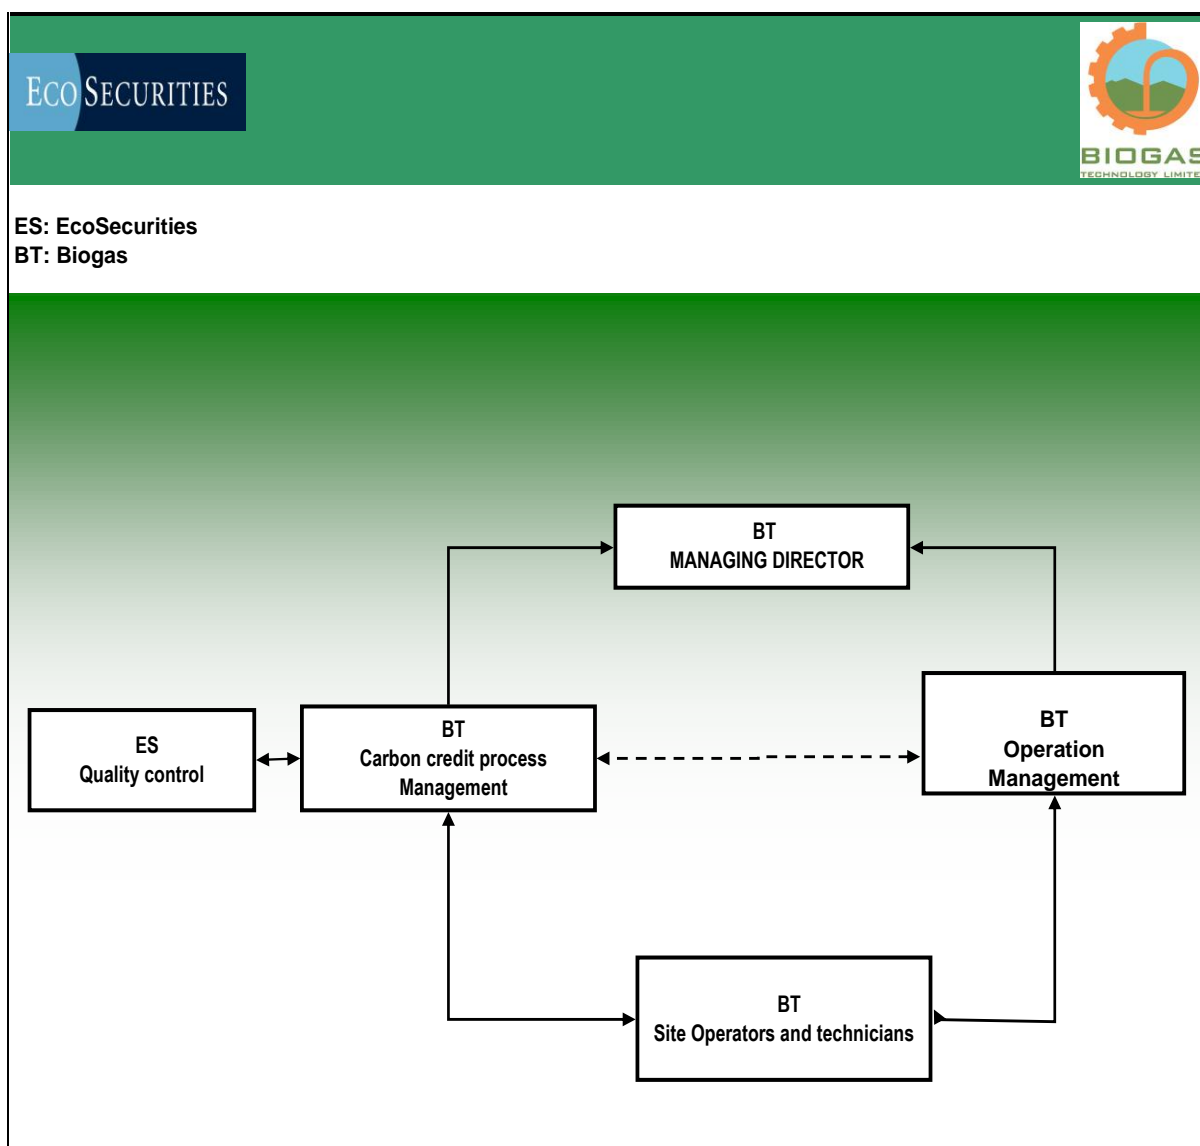 ECO SECURITIES
BIOGAS
TECHNOLOGY LIMITE
ES: EcoSecurities
BT: Biogas
BT
MANAGING DIRECTOR
ES
Quality control
BT
Carbon credit process
Management
BT
Operation
Management
BT
Site Operators and technicians